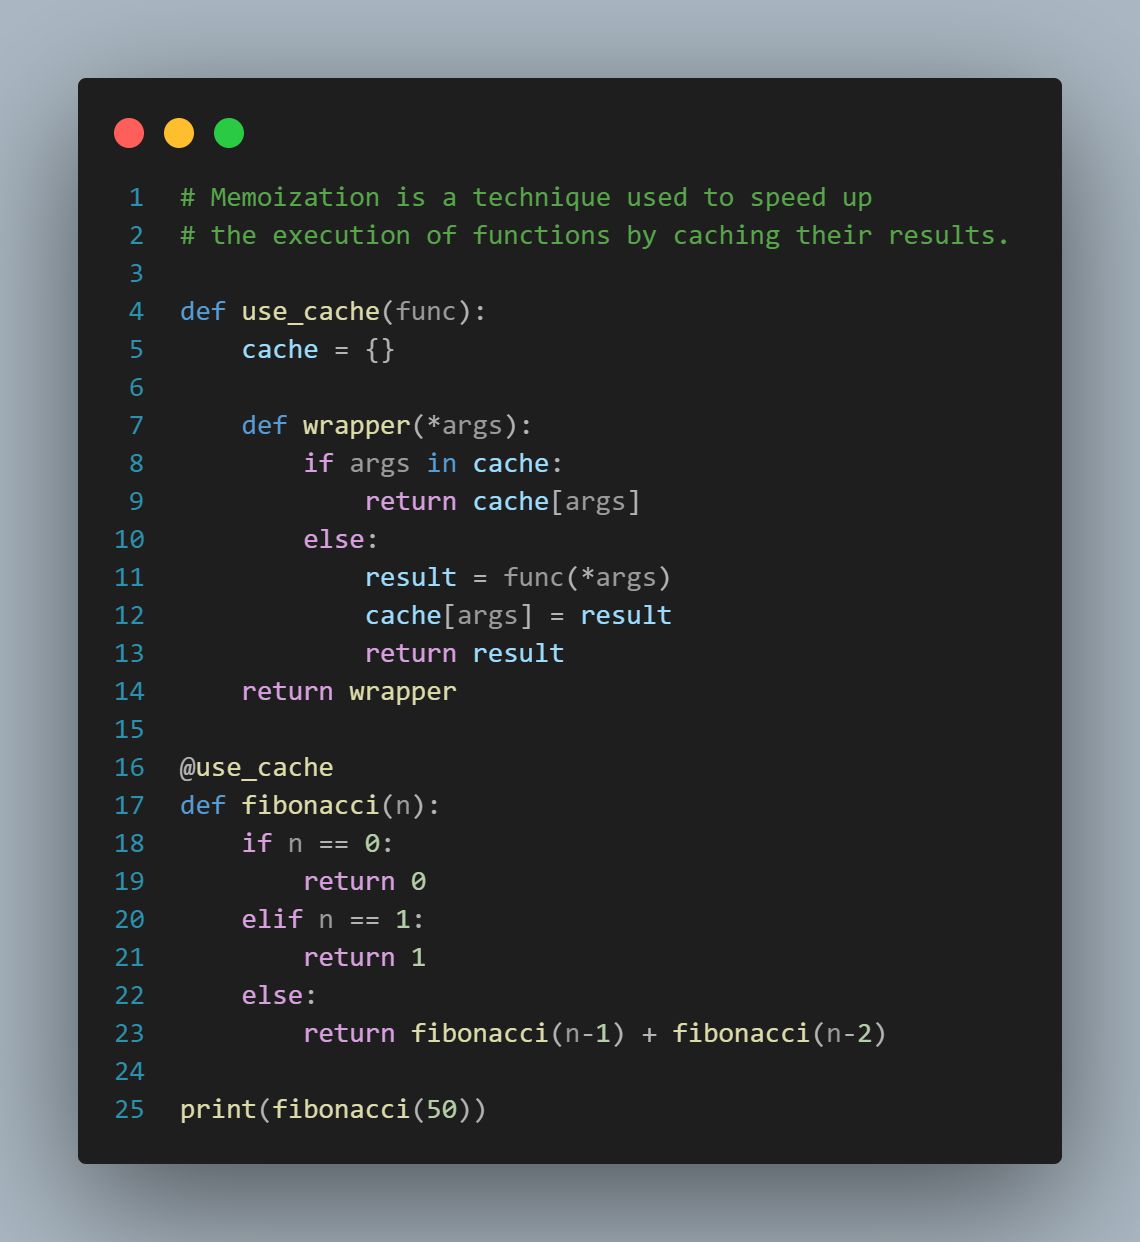 1 # Memoization is a technique used to speed up
2 # the execution of functions by caching their results.
3
4 def use_cache(func):
5     cache = {}
6
7     def wrapper(*args):
8         if args in cache:
9             return cache[args]
10         else:
11             result = func(*args)
12             cache[args] = result
13             return result
14     return wrapper
15
16 @use_cache
17 def fibonacci(n):
18     if n == 0:
19         return 0
20     elif n == 1:
21         return 1
22     else:
23         return fibonacci(n-1) + fibonacci(n-2)
24
25 print(fibonacci(50))